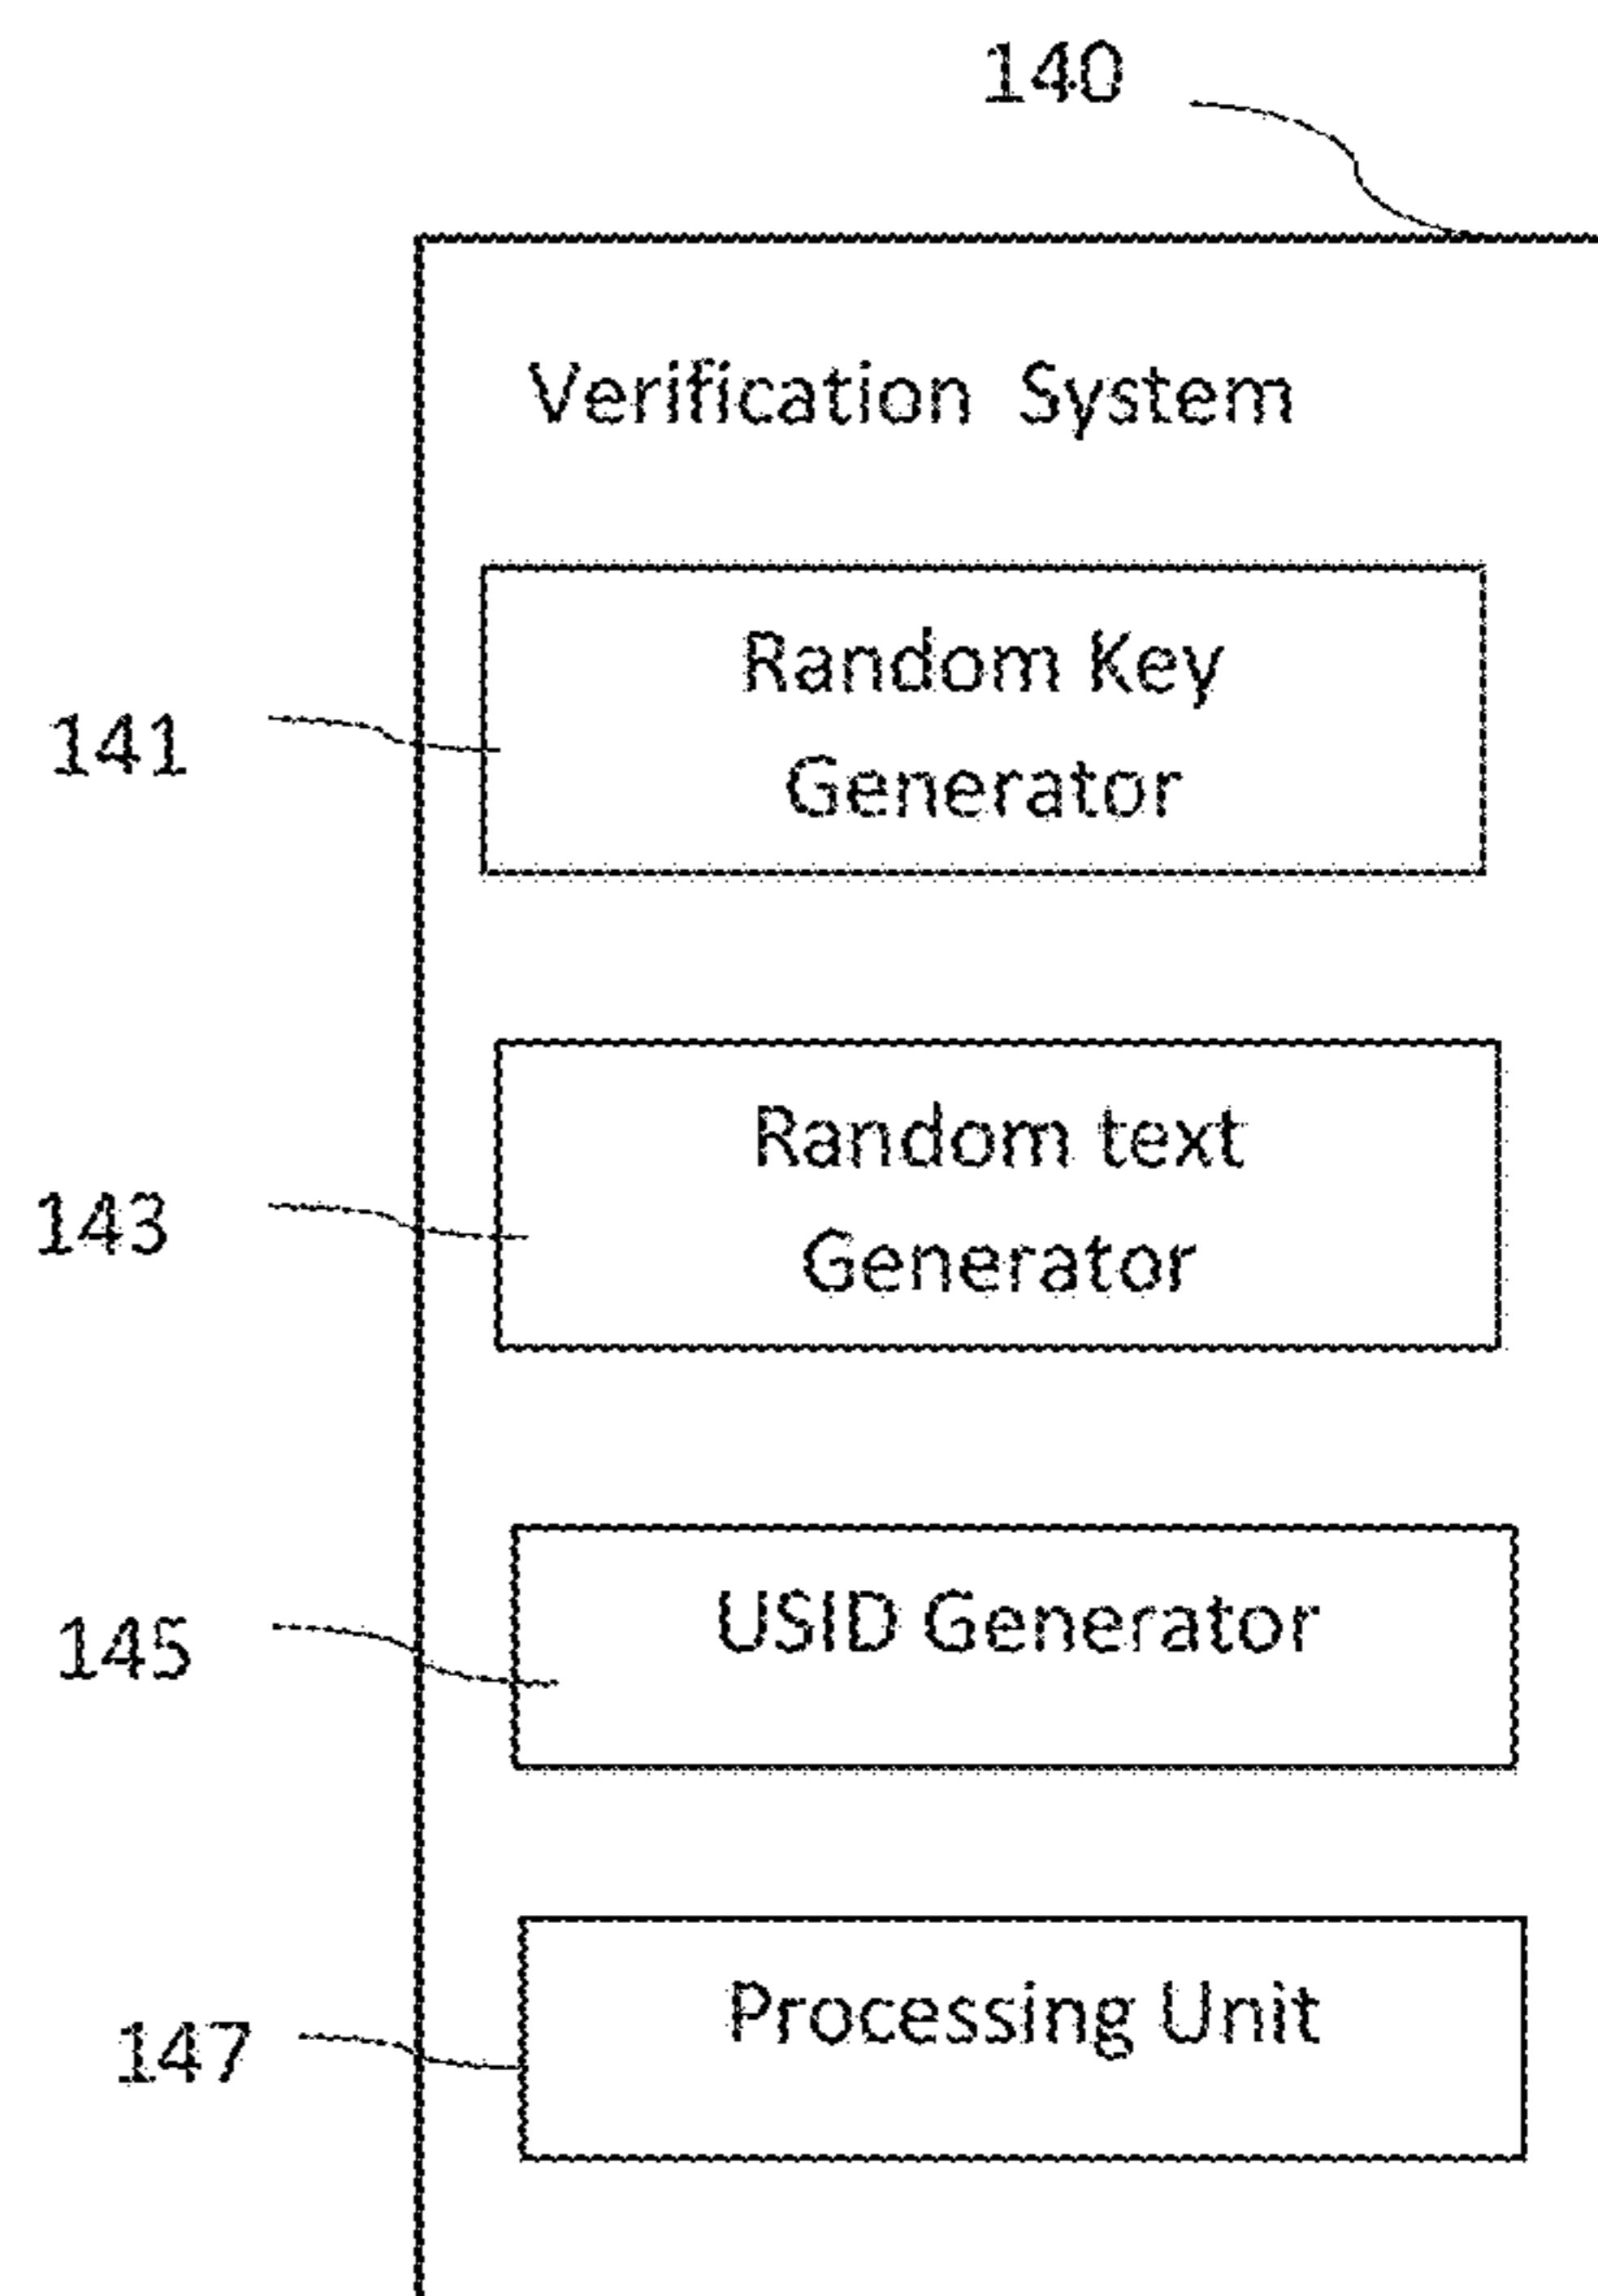 140
Verification System
141
Random Key
Generator
143
Random text
Generator
145
USID Generator
147
Processing Unit